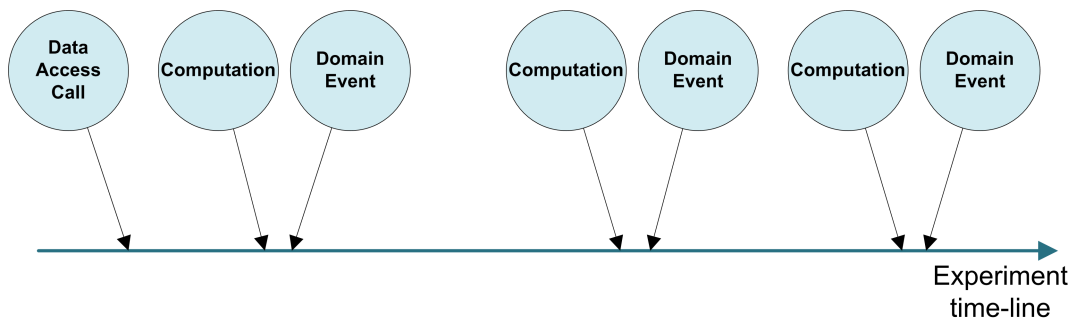 Data
Access
Call
Computation
Domain
Event
Computation
Domain
Event
Computation
Domain
Event
Experiment
time-line